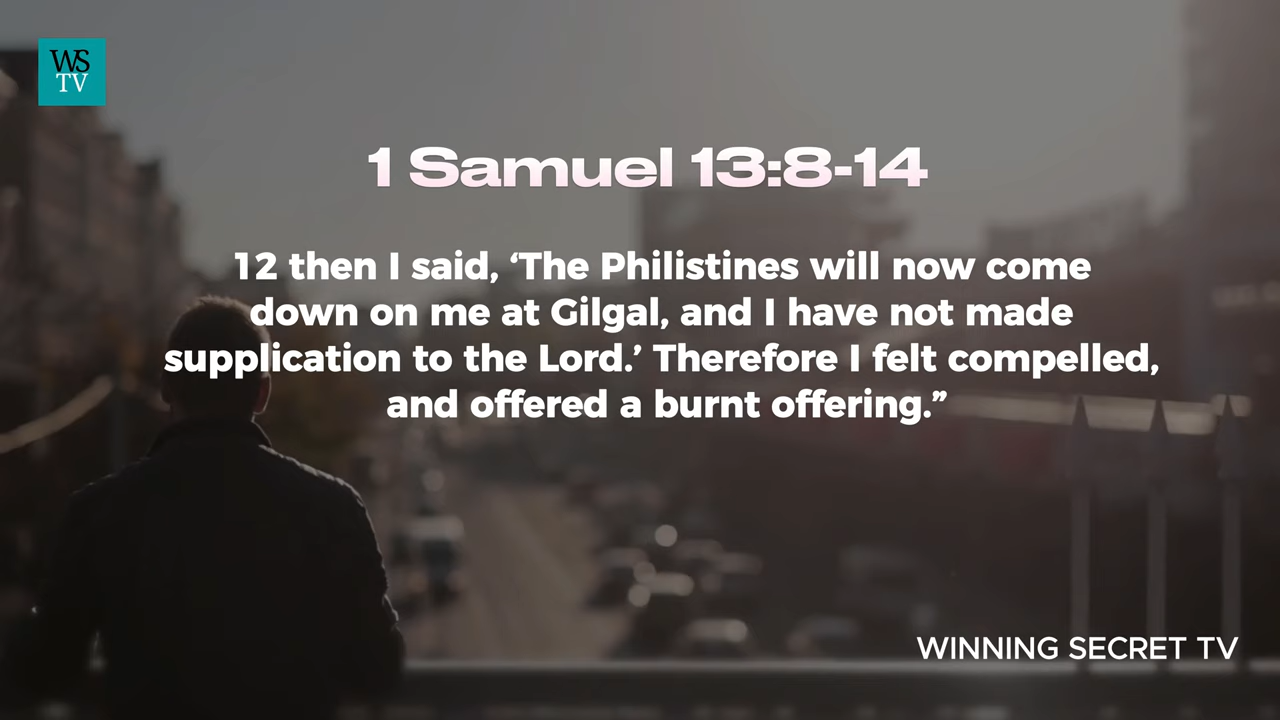 WS
TV
1 Samuel 13:8-14
12 then I said, ‘The Philistines will now come
down on me at Gilgal, and I have not made
supplication to the Lord.’ Therefore I felt compelled,
and offered a burnt offering.”
WINNING SECRET TV